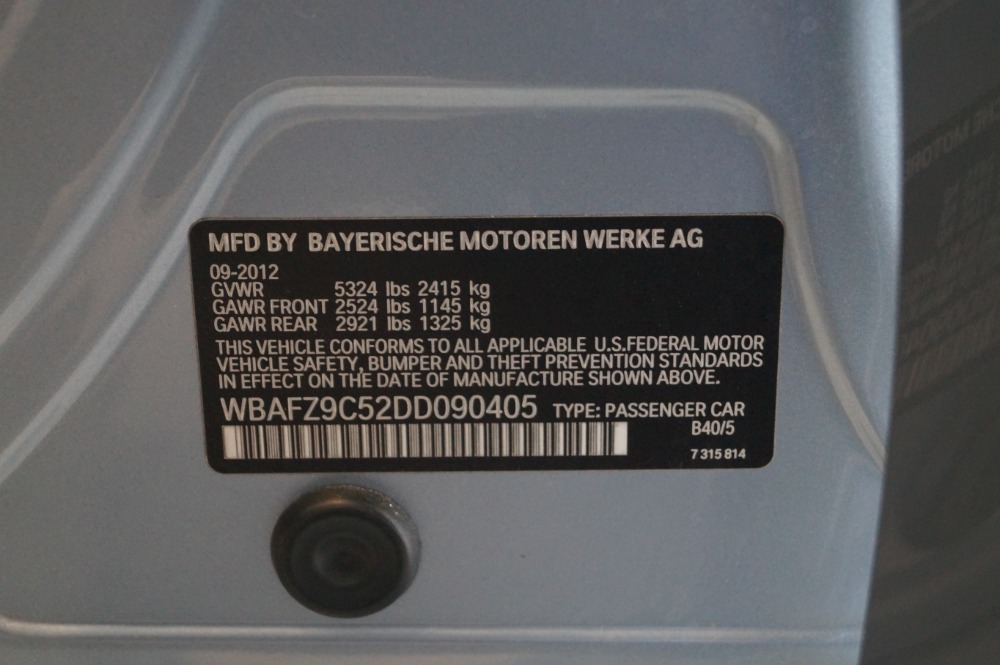 MFD BY BAYERISCHE MOTOREN WERKE AG
09-2012
GVWR 5324 lbs 2415 kg
GAWR FRONT 2524 lbs 1145 kg
GAWR REAR 2921 lbs 1325 kg
THIS VEHICLE CONFORMS TO ALL APPLICABLE U.S.FEDERAL MOTOR
VEHICLE SAFETY, BUMPER AND THEFT PREVENTION STANDARDS
IN EFFECT ON THE DATE OF MANUFACTURE SHOWN ABOVE.
WBAFZ9C52DD090405 TYPE: PASSENGER CAR
B40/5
7 315 814